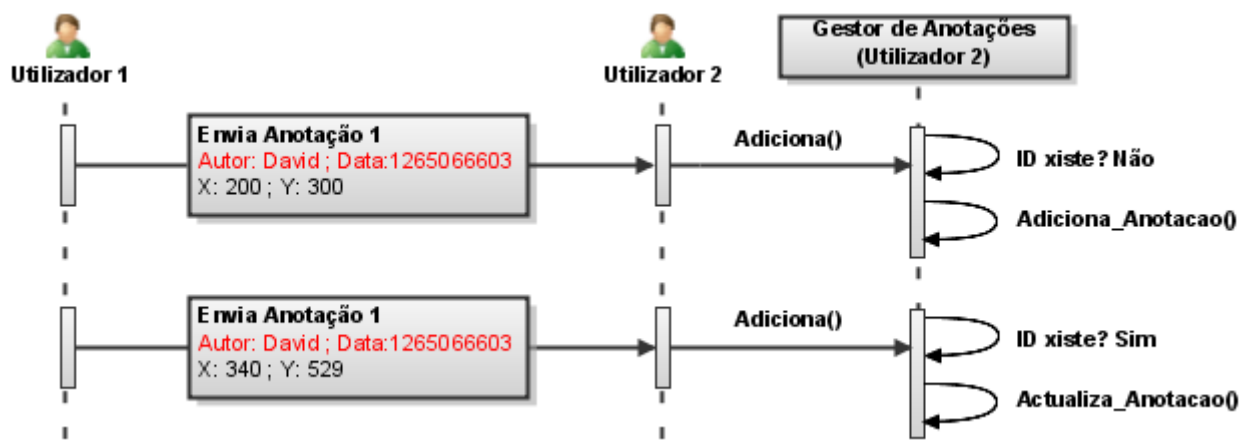 Utilizador 1
Utilizador 2
Gestor de Anotações
(Utilizador 2)
Envia Anotação 1
Autor: David ; Data:1265066603
X: 200 ; Y: 300
Adiciona()
ID xiste? Não
Adiciona_Anotacao()
Envia Anotação 1
Autor: David ; Data:1265066603
X: 340 ; Y: 529
Adiciona()
ID xiste? Sim
Actualiza_Anotacao()